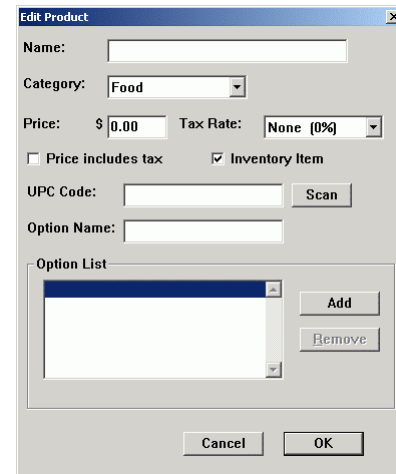 Edit Product
Name:
Category: Food
Price: $ 0.00 Tax Rate: None (0%)
Price includes tax Inventory Item
UPC Code: Scan
Option Name:
Option List
Add
Remove
Cancel OK